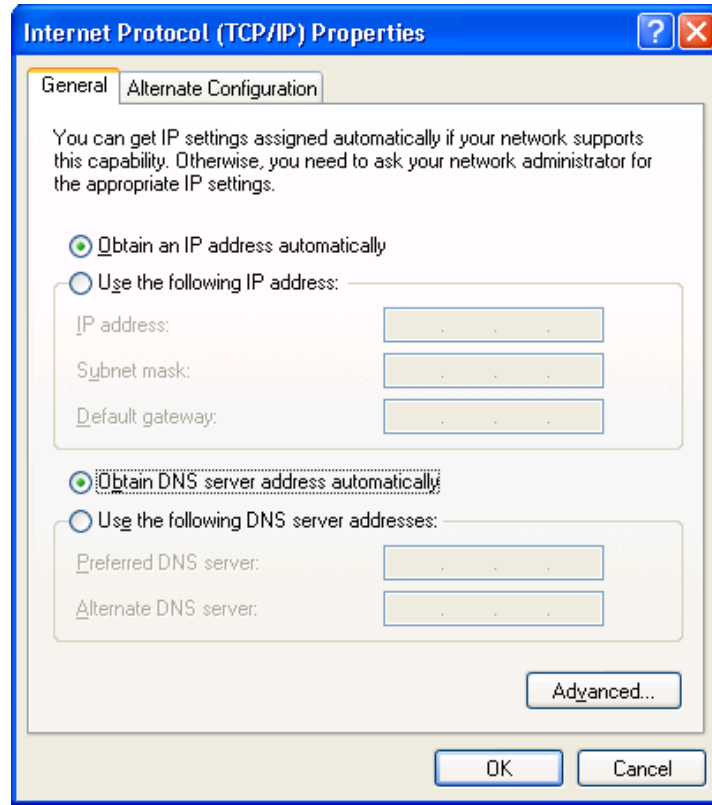 Internet Protocol (TCP/IP) Properties
General
Alternate Configuration
You can get IP settings assigned automatically if your network supports
this capability. Otherwise, you need to ask your network administrator for
the appropriate IP settings.
Obtain an IP address automatically
Use the following IP address:
IP address:
Subnet mask:
Default gateway:
Obtain DNS server address automatically
Use the following DNS server addresses:
Preferred DNS server:
Alternate DNS server:
Advanced...
OK
Cancel